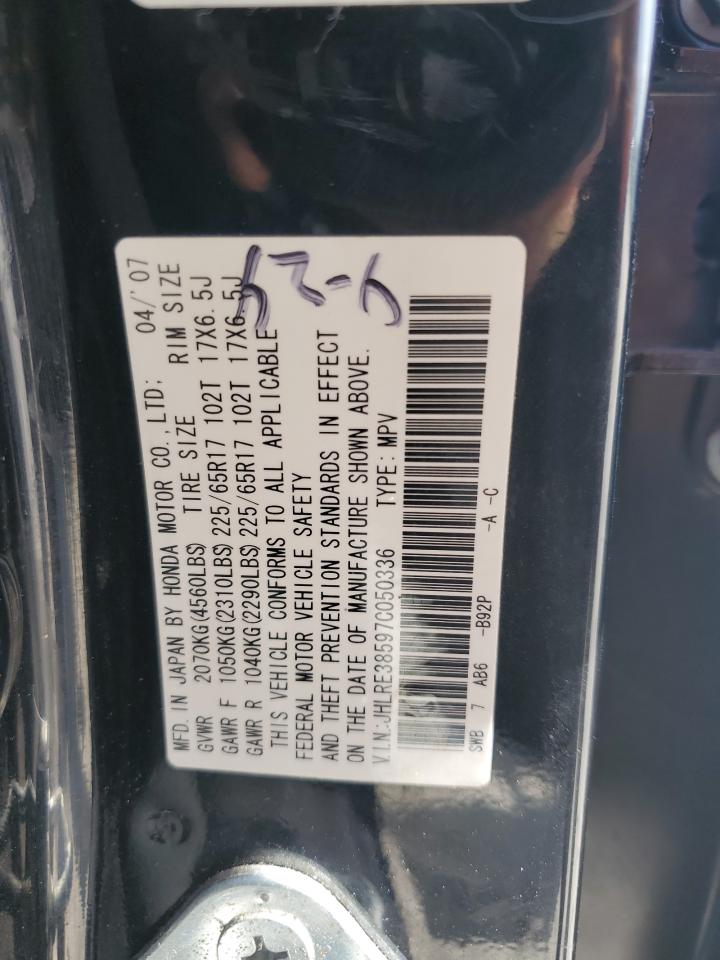 MFD. IN JAPAN BY HONDA MOTOR CO.,LTD; 04/'07
GVWR 2070KG(4560LBS) TIRE SIZE RIM SIZE
GAWR F 1050KG(2310LBS) 225/65R17 102T 17X6.5J
GAWR R 1040KG(2290LBS) 225/65R17 102T 17X6.5J
THIS VEHICLE CONFORMS TO ALL APPLICABLE
FEDERAL MOTOR VEHICLE SAFETY
AND THEFT PREVENTION STANDARDS IN EFFECT
ON THE DATE OF MANUFACTURE SHOWN ABOVE.
V.I.N:JHLRE38597C050336 TYPE: MPV
SWB 7 AB6 -B92P -A -C